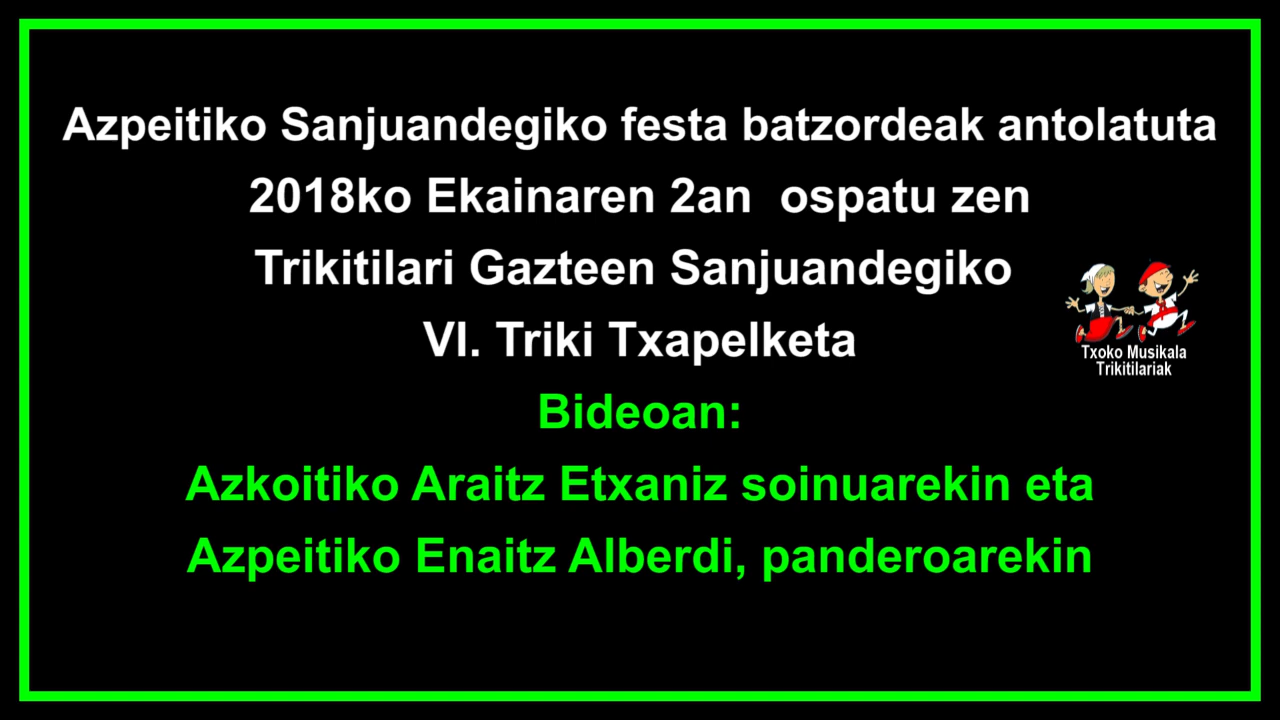 Azpeitiko Sanjuandegiko festa batzordeak antolatuta
2018ko Ekainaren 2an ospatu zen
Trikitilari Gazteen Sanjuandegiko
VI. Triki Txapelketa
Txoko Musikala
Trikitilariak
Bideoan:
Azkoitiko Araitz Etxaniz soinuarekin eta
Azpeitiko Enaitz Alberdi, panderoarekin